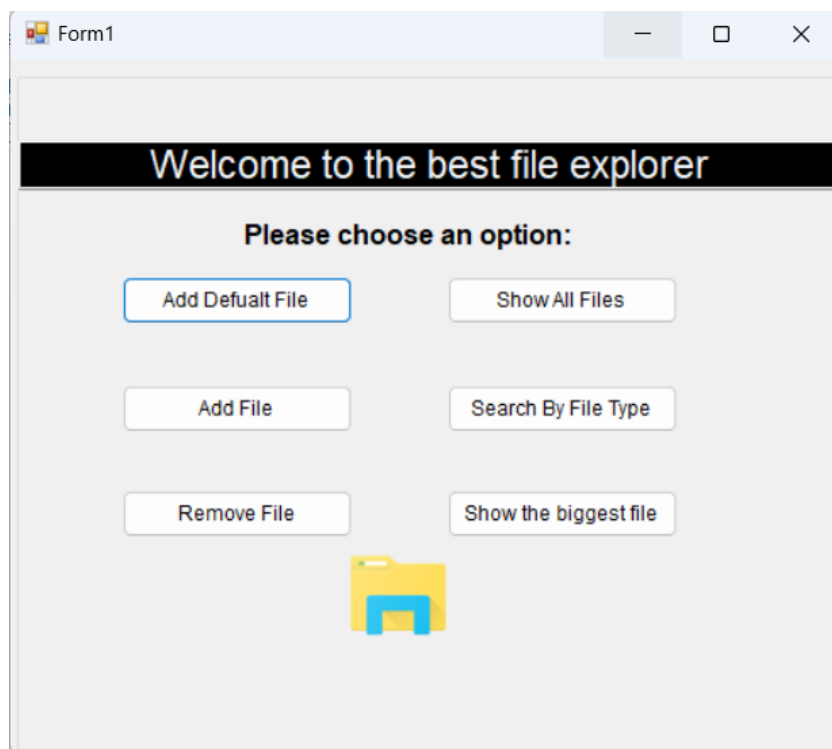 Form1
Welcome to the best file explorer
Please choose an option:
Add Defualt File
Show All Files
Add File
Search By File Type
Remove File
Show the biggest file